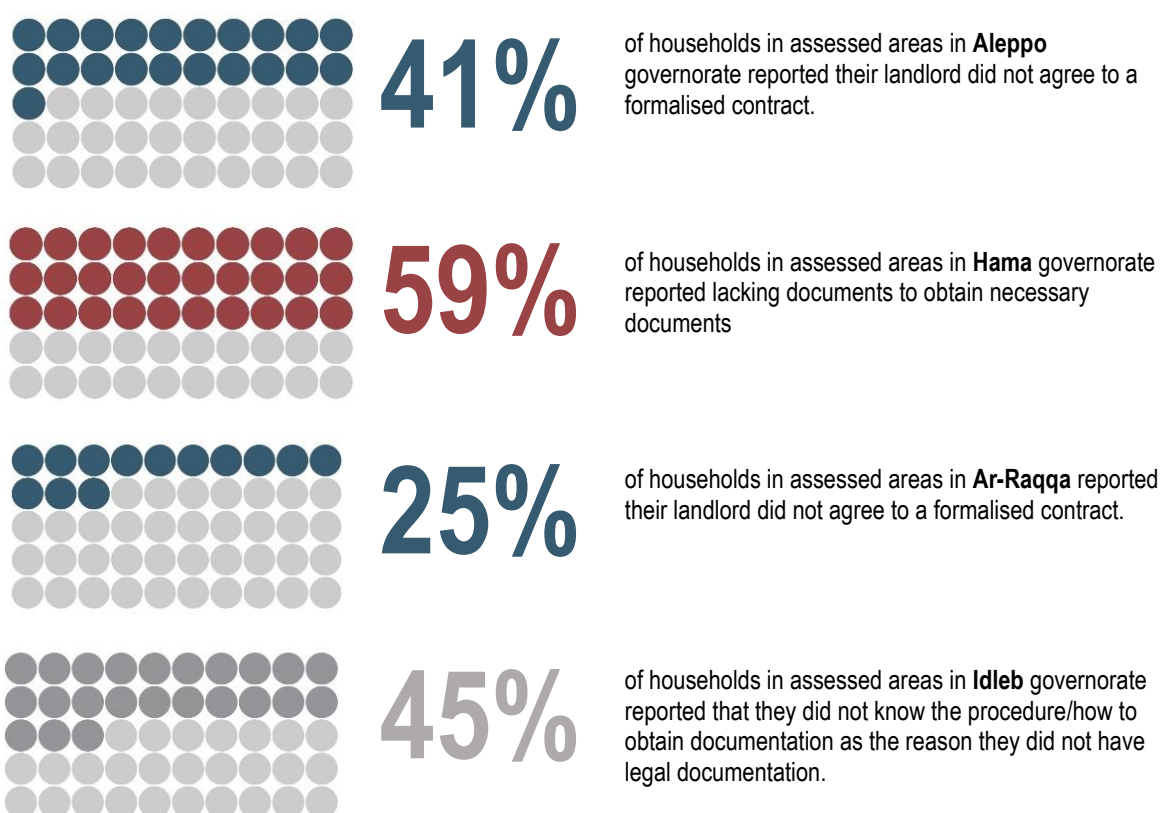 41%
of households in assessed areas in Aleppo
governorate reported their landlord did not agree to a
formalised contract.
59%
of households in assessed areas in Hama governorate
reported lacking documents to obtain necessary
documents
25%
of households in assessed areas in Ar-Raqqa reported
their landlord did not agree to a formalised contract.
45%
of households in assessed areas in Idleb governorate
reported that they did not know the procedure/how to
obtain documentation as the reason they did not have
legal documentation.